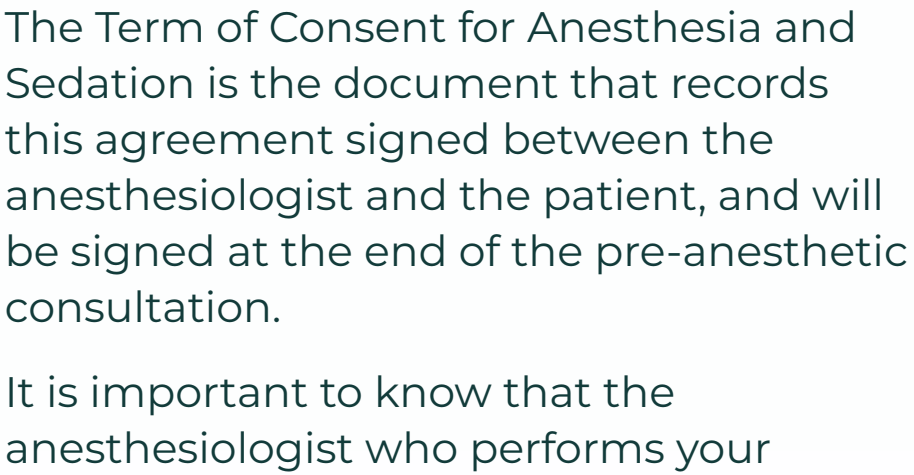 The Term of Consent for Anesthesia and
Sedation is the document that records
this agreement signed between the
anesthesiologist and the patient, and will
be signed at the end of the pre-anesthetic
consultation.
It is important to know that the
anesthesiologist who performs your